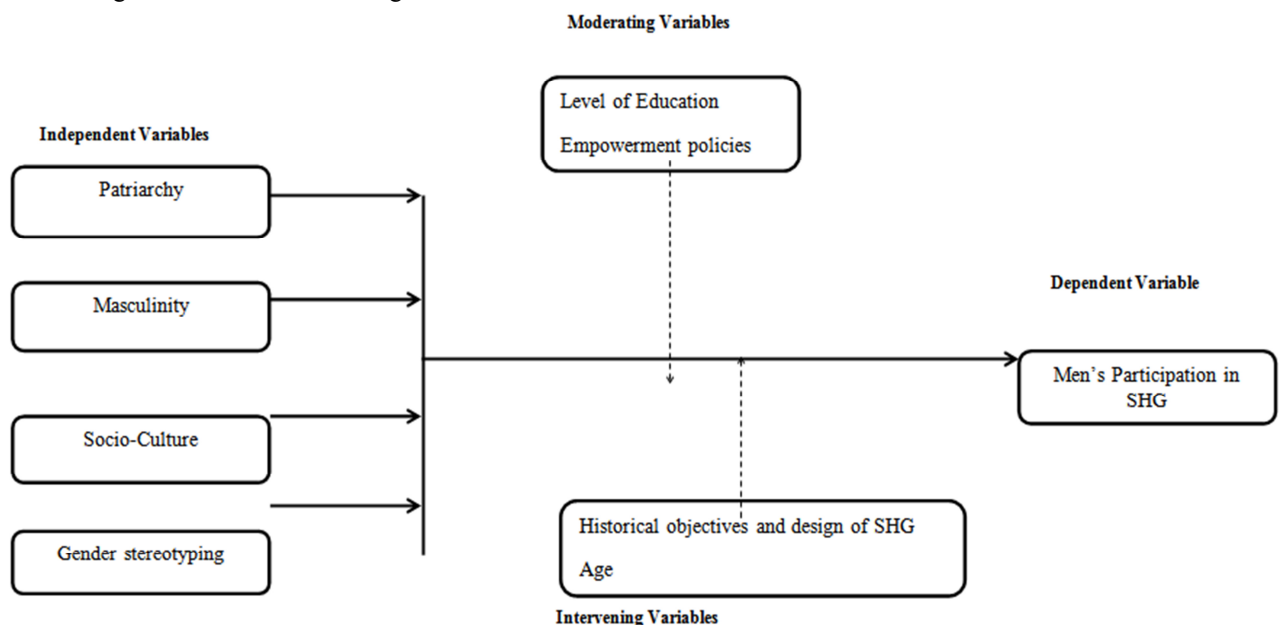 Moderating Variables
Level of Education
Empowerment policies
Independent Variables
Patriarchy
Masculinity
Socio-Culture
Gender stereotyping
Dependent Variable
Men's Participation in
SHG
Historical objectives and design of SHG
Age
Intervening Variables